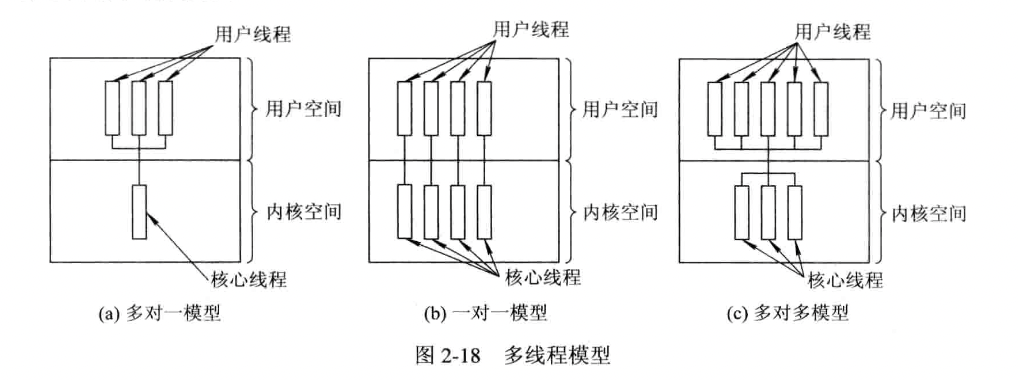 用户线程
用户线程
用户线程
用户空间
用户空间
用户空间
内核空间
内核空间
内核空间
核心线程
核心线程
核心线程
(a) 多对一模型
(b) 一对一模型
(c) 多对多模型
图 2-18 多线程模型